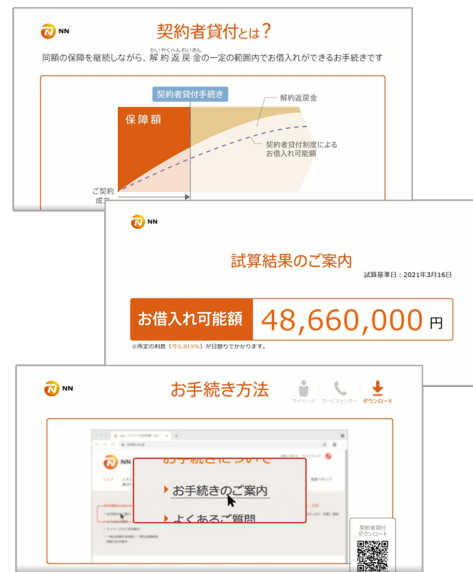 NN
契約者貸付とは？
かいやくへんれいきん
同額の保障を継続しながら、解約返戻金の一定の範囲内でお借入れができるお手続きです
契約者貸付手続き
解約返戻金
保障額
契約者貸付制度による
お借入れ可能額
ご契約
成立
NN
試算結果のご案内
試算基準日：2021年3月16日
お借入れ可能額
48,660,000 円
※所定の利息（年6.819%）が日割りでかかります。
NN
お手続き方法
マイページ
サービスセンター
ダウンロード
NN
お手続きについて
お手続きのご案内
よくあるご質問
契約者貸付
ダウンロード